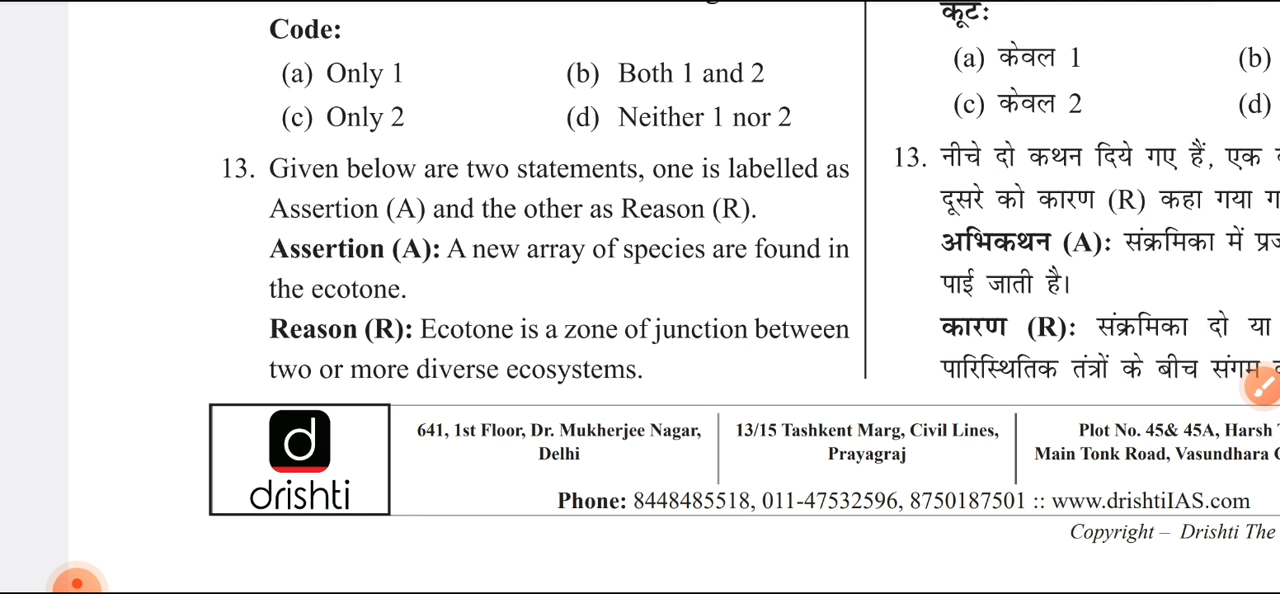 Code:
(a) Only 1
(b) Both 1 and 2
(c) Only 2
(d) Neither 1 nor 2
13. Given below are two statements, one is labelled as
Assertion (A) and the other as Reason (R).
Assertion (A): A new array of species are found in
the ecotone.
Reason (R): Ecotone is a zone of junction between
two or more diverse ecosystems.
कूटः
(a) केवल 1
(b)
(c) केवल 2
(d)
13. नीचे दो कथन दिये गए हैं, एक
दूसरे को कारण (R) कहा गया
अभिकथन (A): संक्रमिका में
पाई जाती है।
कारण (R): संक्रमिका दो या
पारिस्थितिक तंत्रों के बीच संगम
d
drishti
641, 1st Floor, Dr. Mukherjee Nagar,
Delhi
13/15 Tashkent Marg, Civil Lines,
Prayagraj
Plot No. 45& 45A, Harsh
Main Tonk Road, Vasundhara
Phone: 8448485518, 011-47532596, 8750187501 :: www.drishtiIAS.com
Copyright – Drishti The